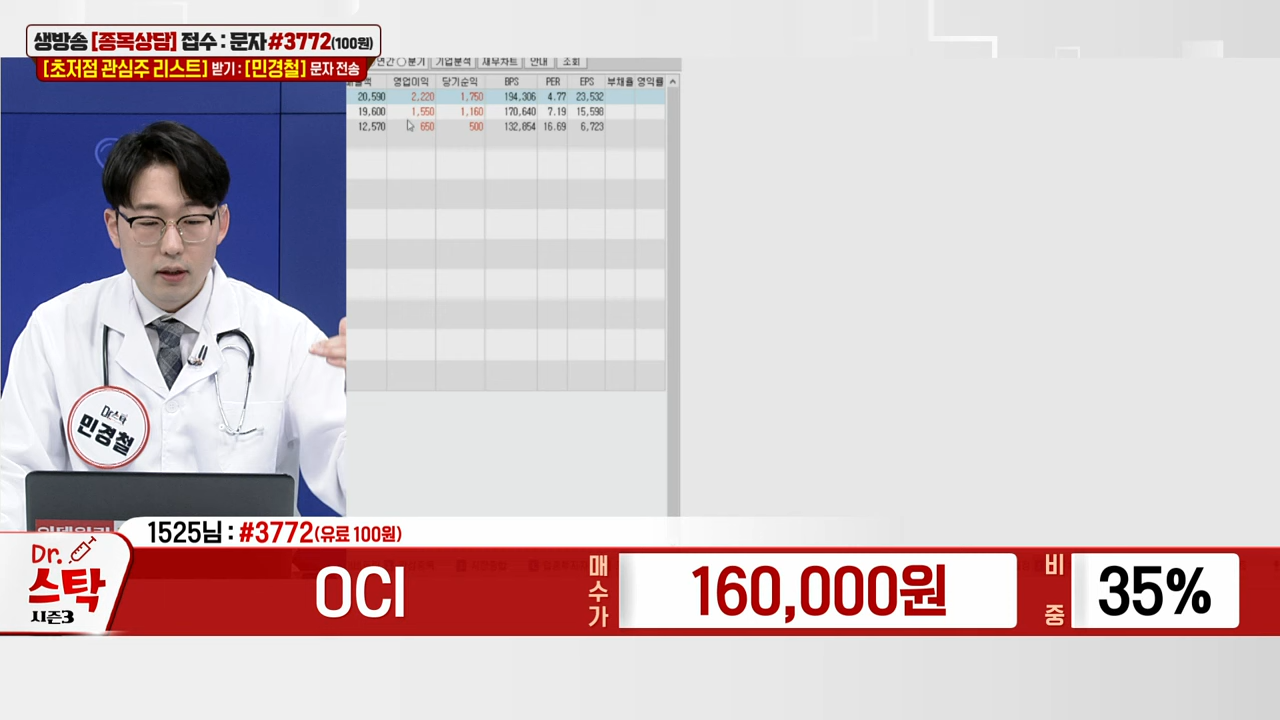 생방송 [종목상담] 접수 : 문자#3772(100원)
[초저점 관심주 리스트] 받기 : [민경철] 문자 전송
연간 분기 기업분석 재무차트 안내 조회
영업이익 당기순익 BPS PER EPS 부채률 영익률
20,590 2,220 1,750 194,306 4.77 23,532
19,600 1,550 1,160 170,640 7.19 15,598
12,570 650 500 132,854 16.69 6,723
Dr.스탁
민경철
1525님 : #3772(유료 100원)
Dr.
스탁
시즌3
OCI
매수가
160,000원
비중
35%